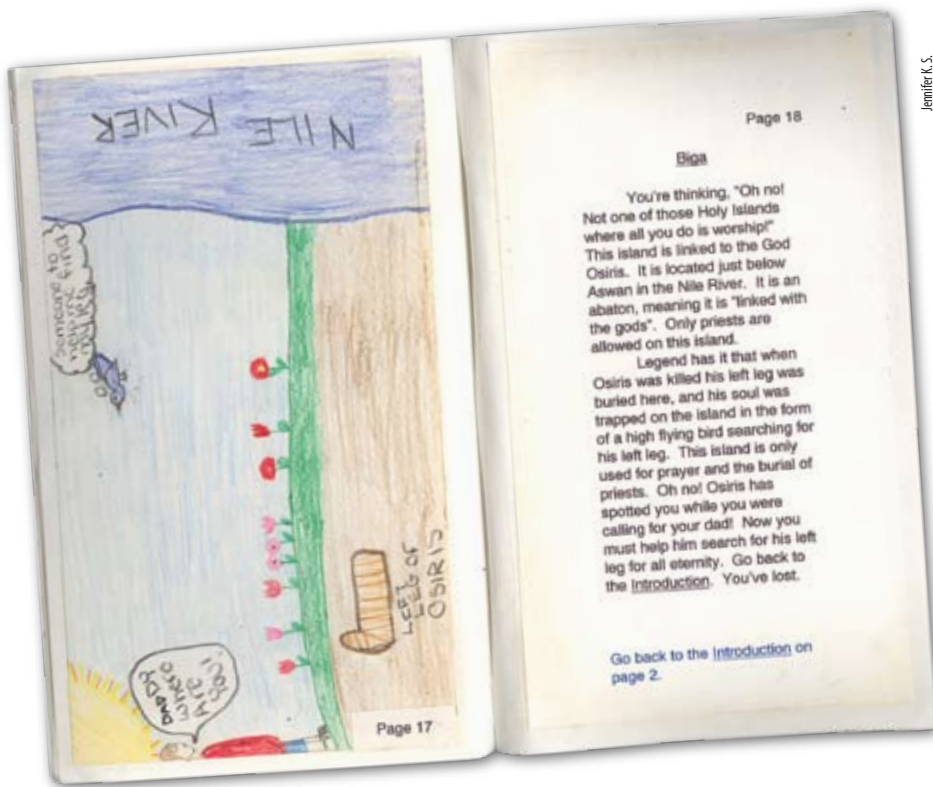 NILE RIVER
someone to
help me find
my leg
DADDY
WHERE
ARE
YOU!
LEFT
LEG OF
OSIRIS
Page 17
Page 18
Biga
You're thinking, "Oh no!
Not one of those Holy Islands
where all you do is worship!"
This island is linked to the God
Osiris. It is located just below
Aswan in the Nile River. It is an
abaton, meaning it is "linked with
the gods". Only priests are
allowed on this island.
Legend has it that when
Osiris was killed his left leg was
buried here, and his soul was
trapped on the island in the form
of a high flying bird searching for
his left leg. This island is only
used for prayer and the burial of
priests. Oh no! Osiris has
spotted you while you were
calling for your dad! Now you
must help him search for his left
leg for all eternity. Go back to
the Introduction. You've lost.
Go back to the Introduction on
page 2.
Jennifer K. S.